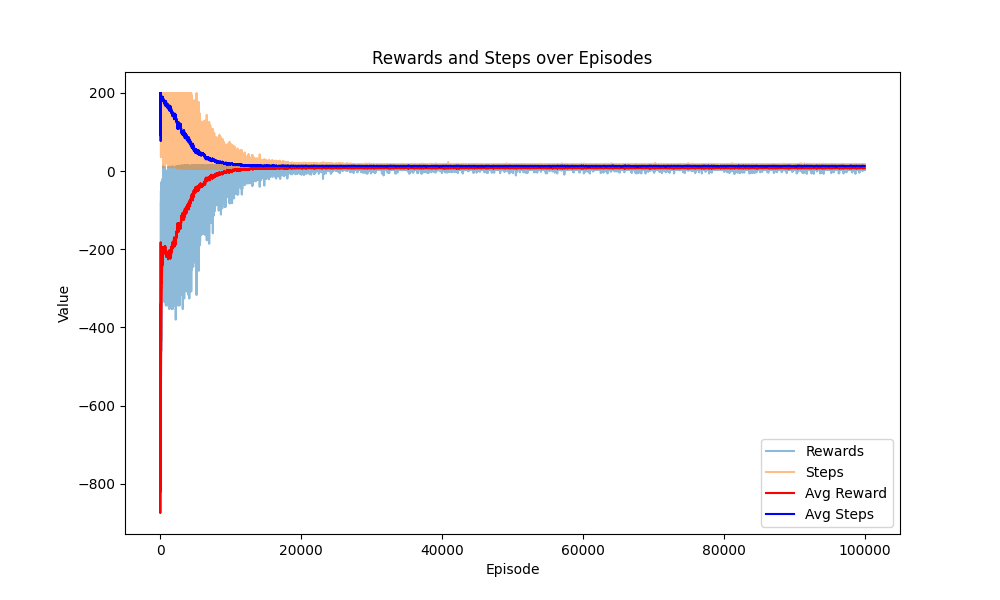 Rewards and Steps over Episodes
200
0
−200
−400
−600
−800
Value
0
20000
40000
60000
80000
100000
Episode
Rewards
Steps
Avg Reward
Avg Steps